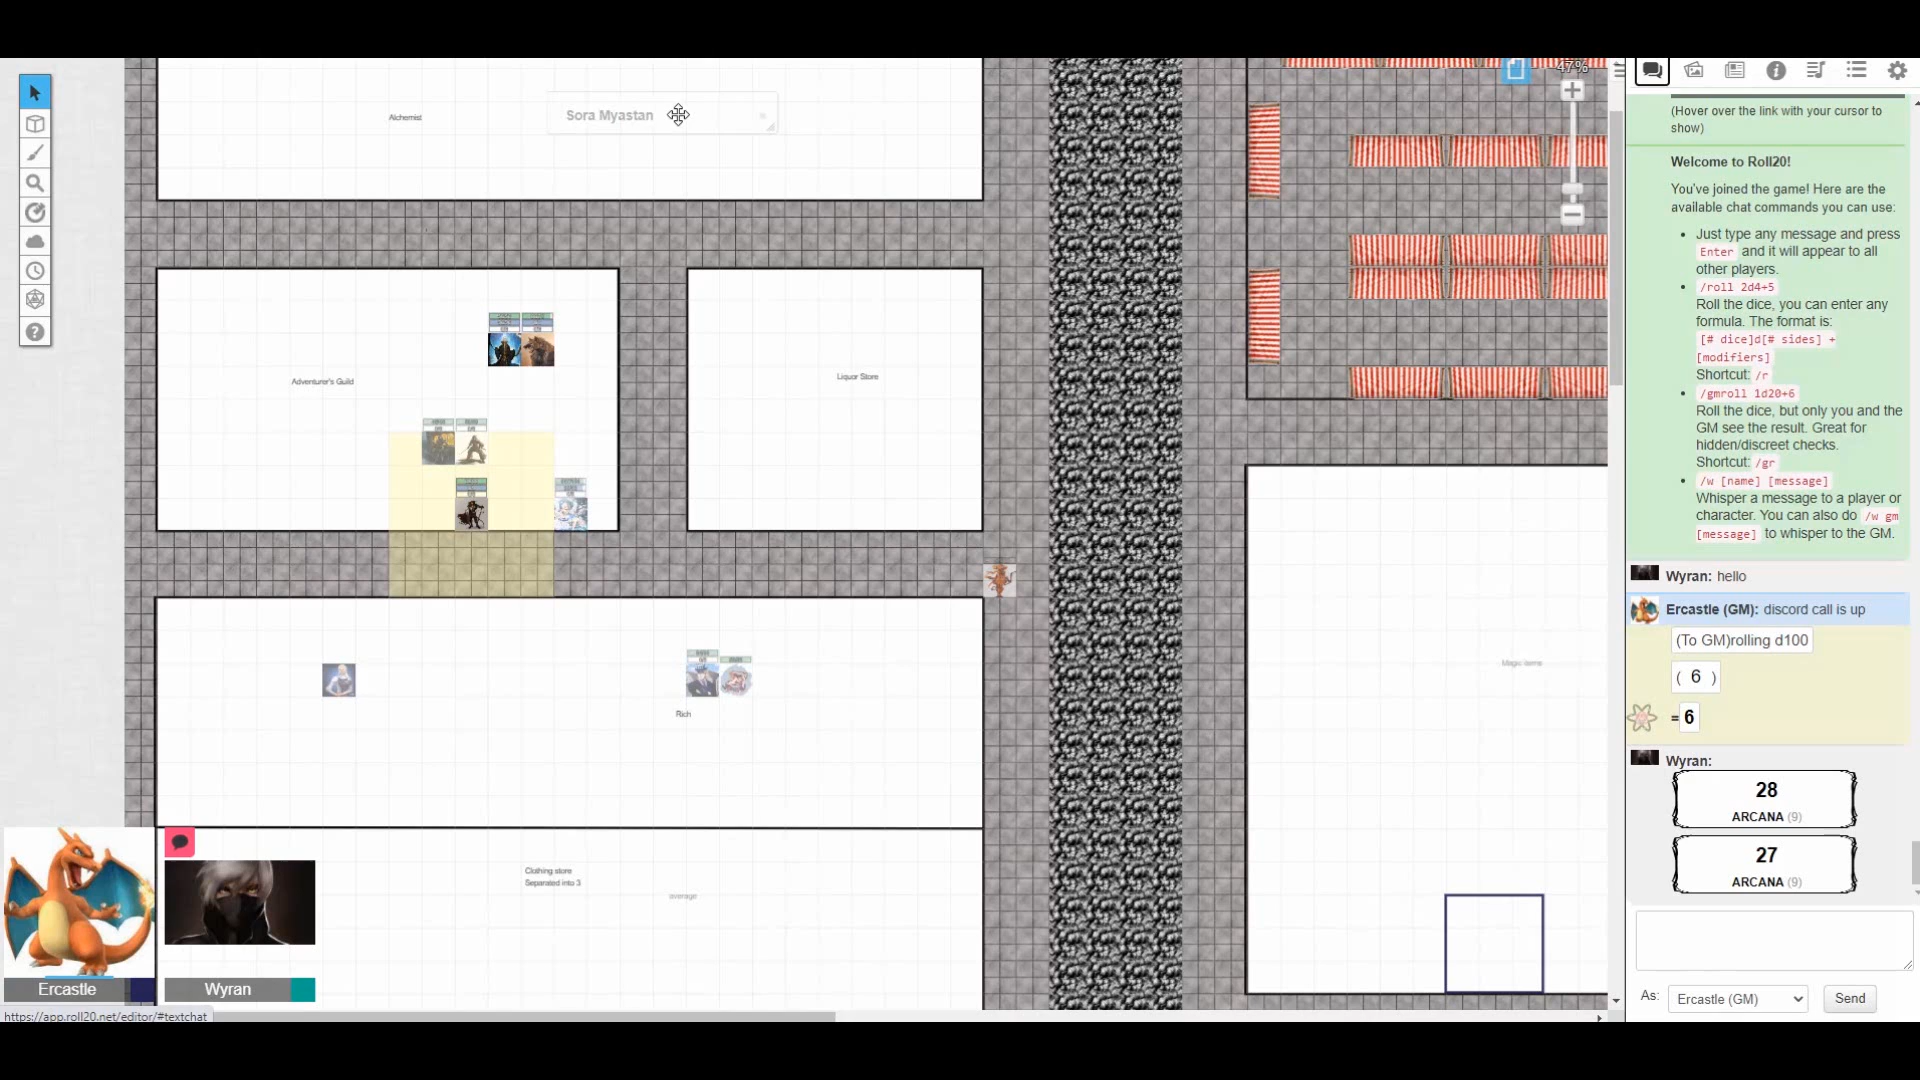 Alchemist
Sora Myastan
Adventurer's Guild
Liquor Store
Rich
Magic items
Clothing store
Separated into 3
average
47%
(Hover over the link with your cursor to
show)
Welcome to Roll20!
You've joined the game! Here are the
available chat commands you can use:
Just type any message and press
Enter and it will appear to all
other players.
/roll 2d4+5
Roll the dice, you can enter any
formula. The format is:
[# dice]d[# sides] +
[modifiers]
Shortcut: /r
/gmroll 1d20+6
Roll the dice, but only you and the
GM see the result. Great for
hidden/discreet checks.
Shortcut: /gr
/w [name] [message]
Whisper a message to a player or
character. You can also do /w gm
[message] to whisper to the GM.
Wyran: hello
Ercastle (GM): discord call is up
(To GM)rolling d100
( 6 )
=6
Wyran:
28
ARCANA (9)
27
ARCANA (9)
As: Ercastle (GM) Send
Ercastle
Wyran
https://app.roll20.net/editor/#textchat